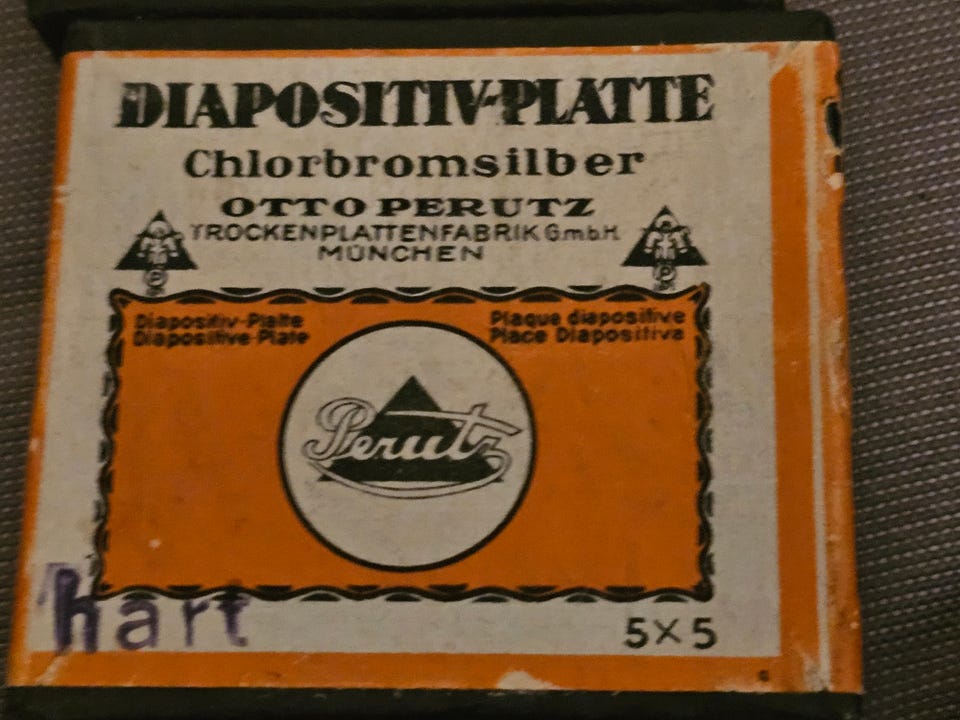 DIAPOSITIV-PLATTE
Chlorbromsilber
OTTO PERUTZ
TROCKENPLATTENFABRIK G.m.b.H.
MÜNCHEN
P P
Diapositiv-Platte
Diapositive-Plate
Plaque diapositive
Placa Diapositiva
Perutz
hart
5×5